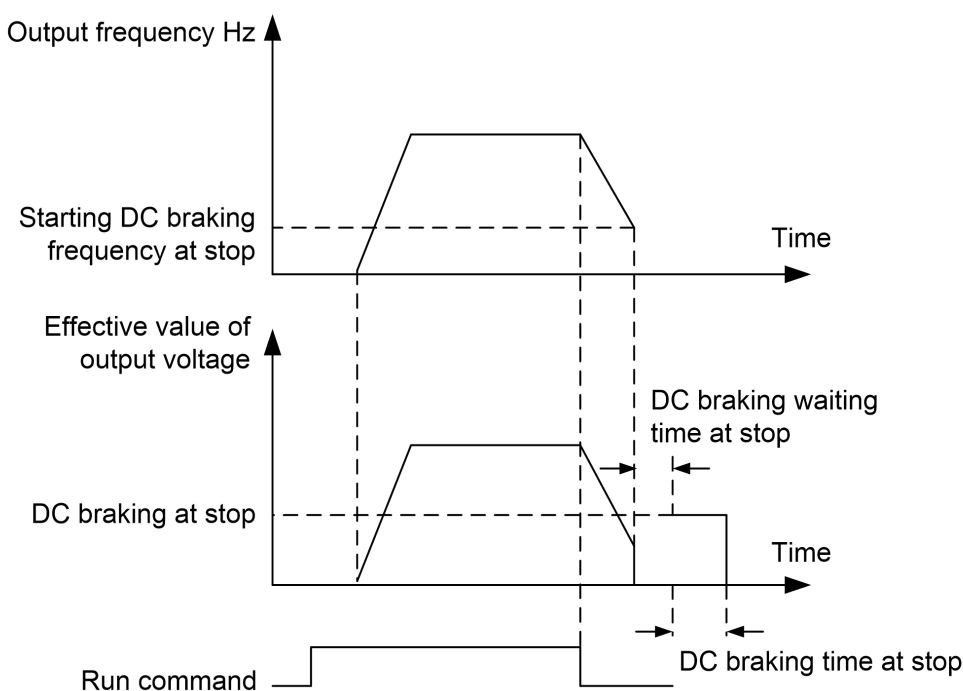 Output frequency Hz
Starting DC braking
frequency at stop
Time
Effective value of
output voltage
DC braking waiting
time at stop
DC braking at stop
Time
DC braking time at stop
Run command